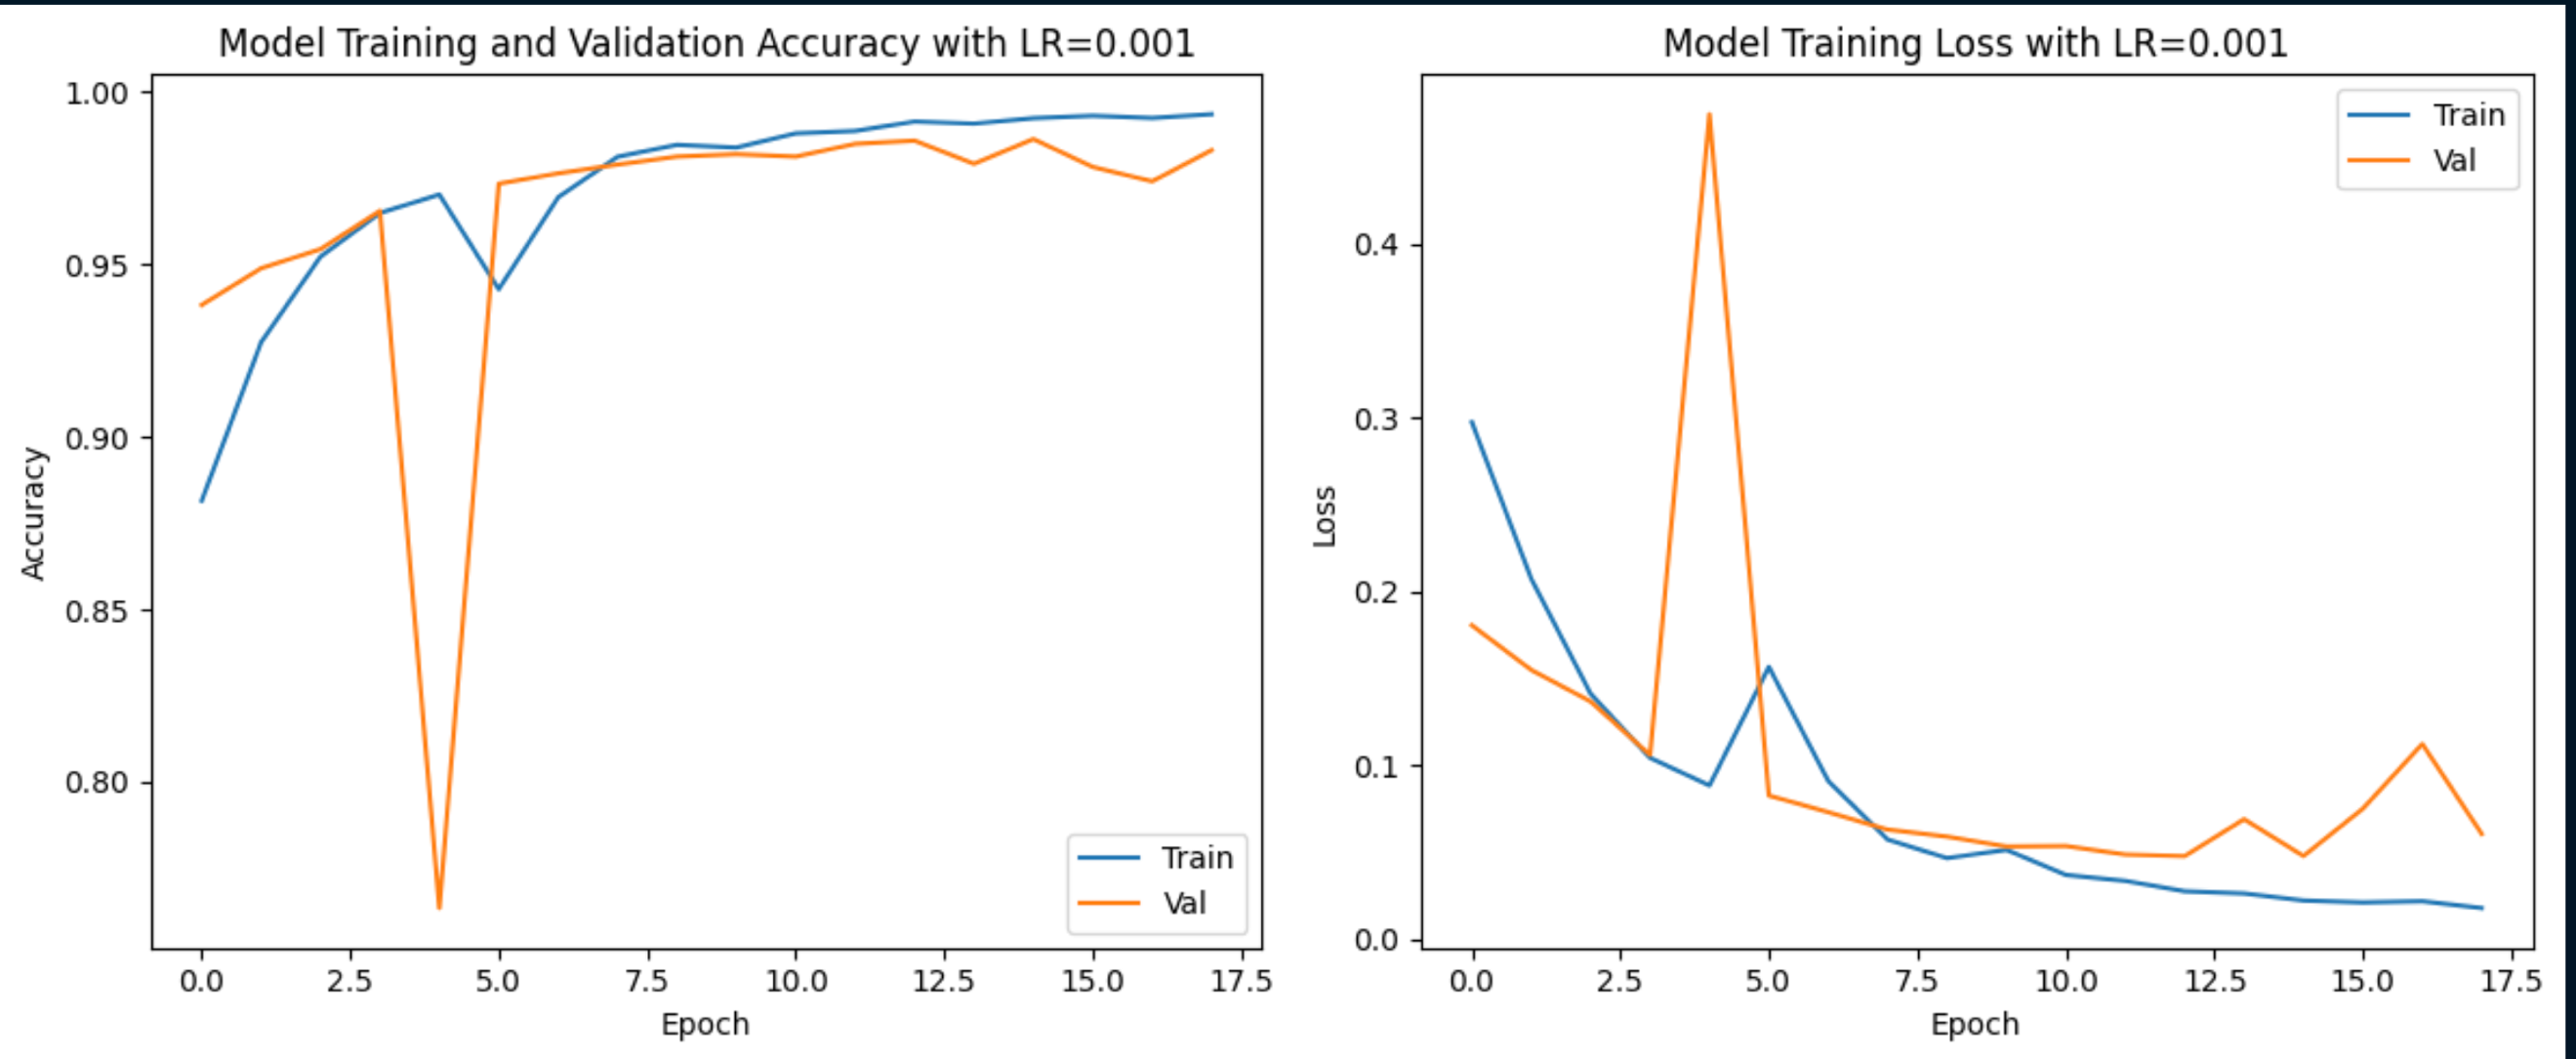 Model Training and Validation Accuracy with LR=0.001
1.00
0.95
0.90
0.85
0.80
Accuracy
0.0 2.5 5.0 7.5 10.0 12.5 15.0 17.5
Epoch
Train
Val
Model Training Loss with LR=0.001
0.4
0.3
0.2
0.1
0.0
Loss
0.0 2.5 5.0 7.5 10.0 12.5 15.0 17.5
Epoch
Train
Val